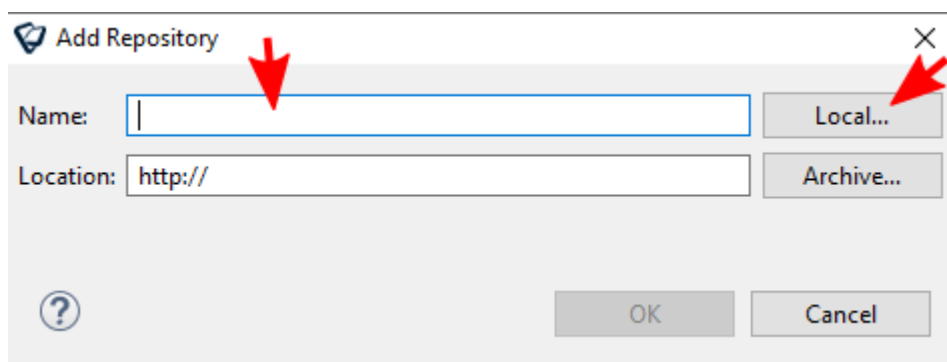 Add Repository
Name: Local...
Location: http:// Archive...
? OK Cancel